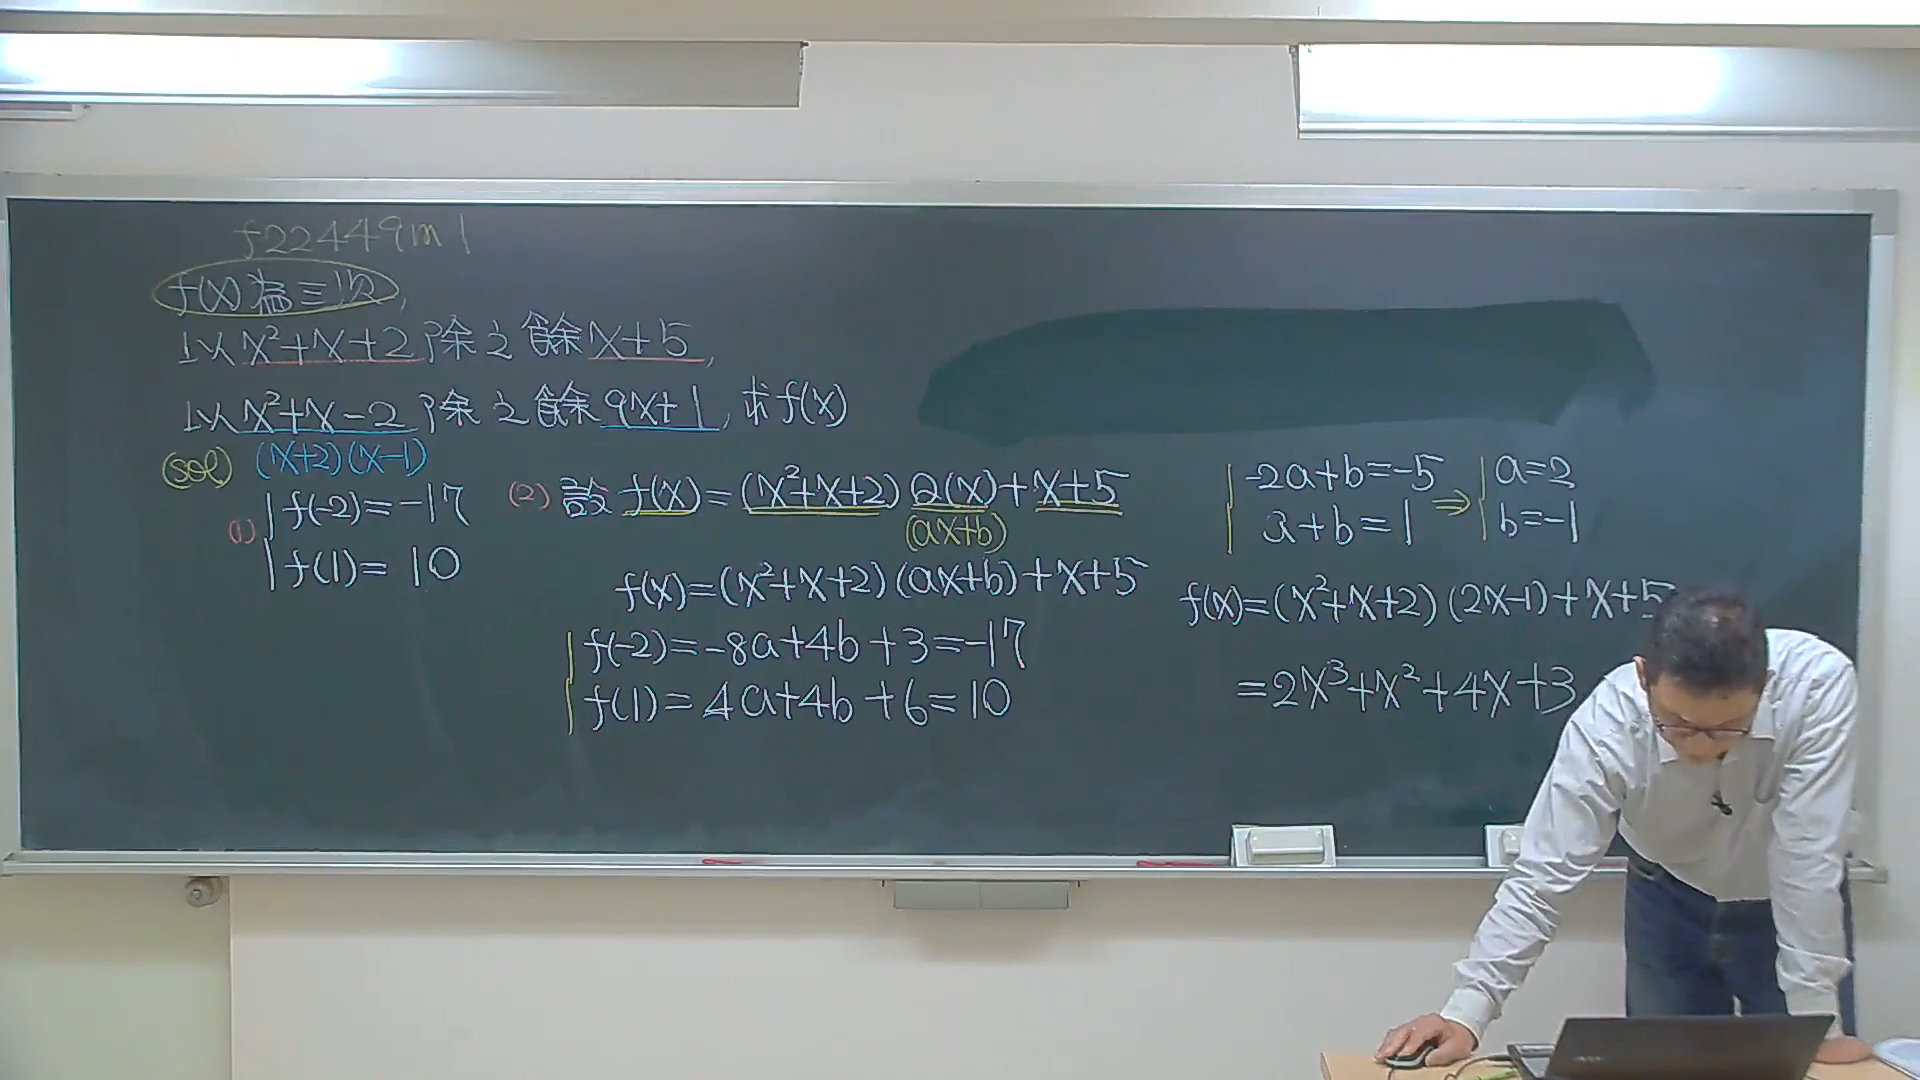 f22449m1
f(x)為三次,
以x²+x+2除之餘x+5,
以x²+x-2除之餘9x+1,求f(x)
(sol) (x+2)(x-1)
(1) f(-2)=-17
f(1)=10
(2) 設 f(x)=(x²+x+2)Q(x)+x+5
(ax+b)
f(x)=(x²+x+2)(ax+b)+x+5
f(-2)=-8a+4b+3=-17
f(1)=4a+4b+6=10
-2a+b=-5 ⇒ a=2
a+b=1 b=-1
f(x)=(x²+x+2)(2x-1)+x+5
=2x³+x²+4x+3